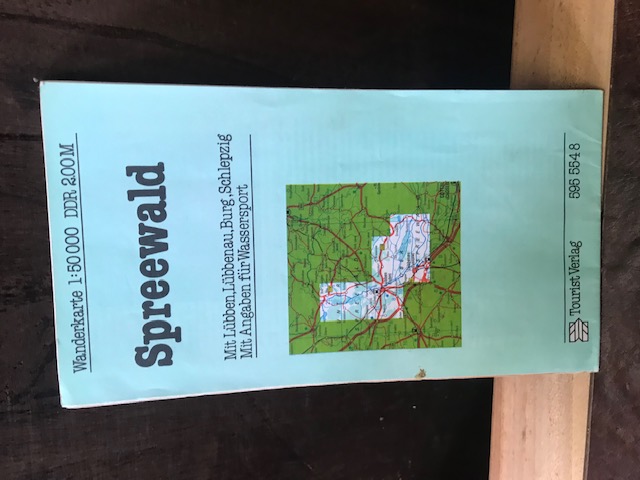 Wanderkarte 1:50 000 DDR 2.00 M
Spreewald
Mit Lübben, Lübbenau, Burg, Schlepzig
Mit Angaben für Wassersport
Tourist Verlag
595 554 8